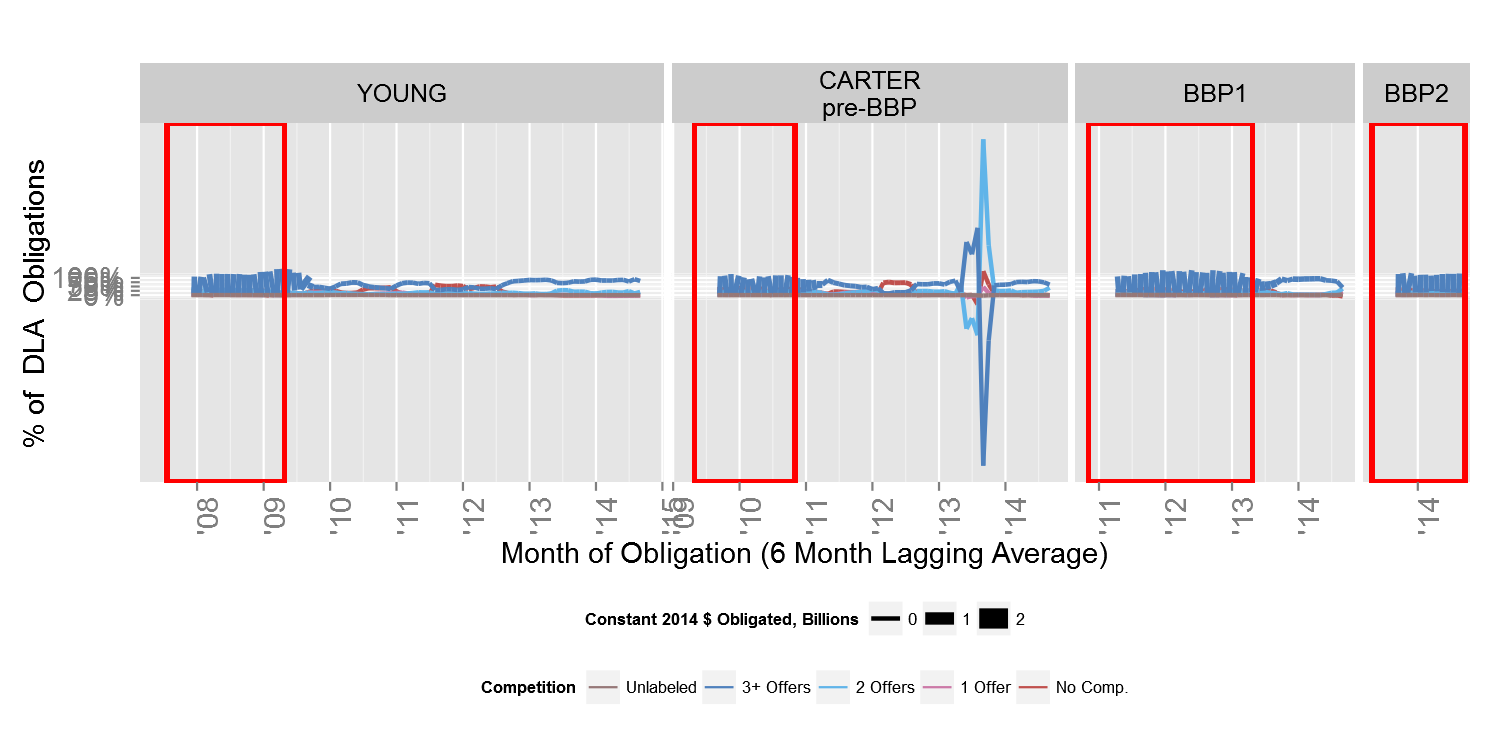 YOUNG
CARTER
pre-BBP
BBP1
BBP2
% of DLA Obligations
100%
0%
'08
'09
'10
'11
'12
'13
'14
'15
'09
'10
'11
'12
'13
'14
'11
'12
'13
'14
'14
Month of Obligation (6 Month Lagging Average)
Constant 2014 $ Obligated, Billions 0 1 2
Competition Unlabeled 3+ Offers 2 Offers 1 Offer No Comp.